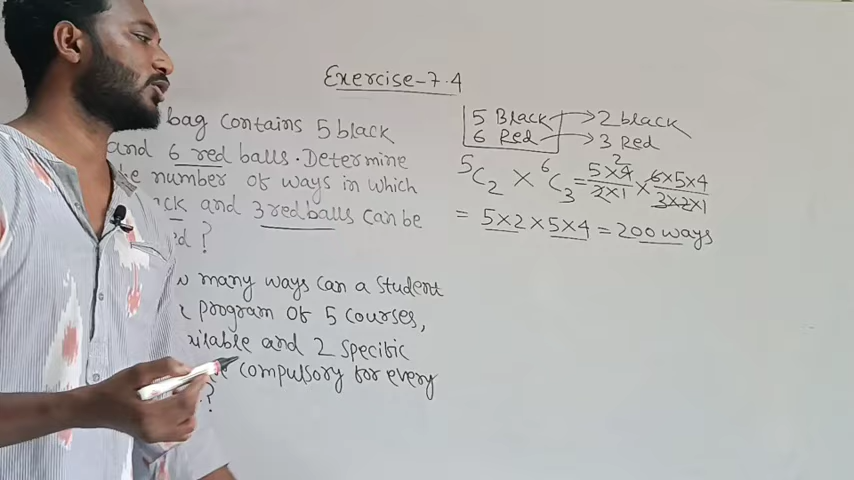 Exercise-7.4
bag contains 5 black
and 6 red balls. Determine
the number of ways in which
and 3 red balls can be
?
many ways can a student
program of 5 courses,
and 2 specific
compulsory for every
?
5 Black → 2 black
6 Red → 3 Red
⁵C₂ × ⁶C₃ = 5×4/2×1 × 6×5×4/3×2×1
2
= 5×2×5×4 = 200 ways